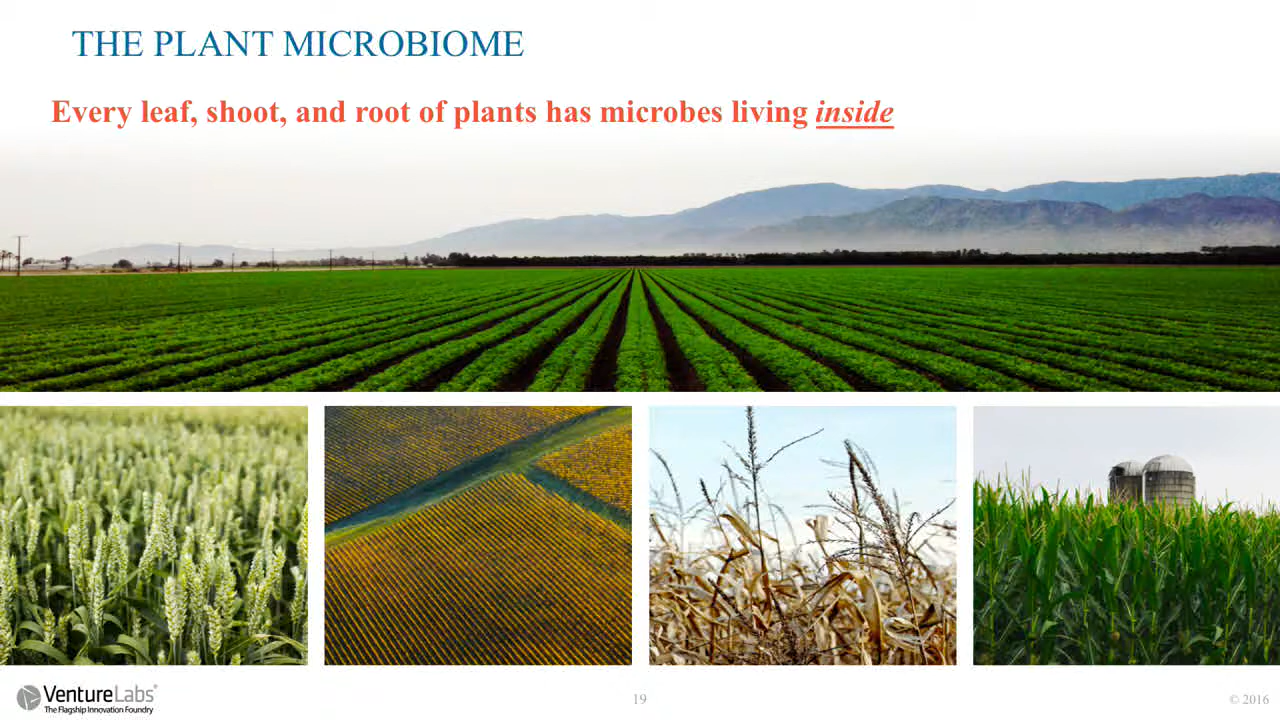 THE PLANT MICROBIOME
Every leaf, shoot, and root of plants has microbes living inside
VentureLabs®
The Flagship Innovation Foundry
19
© 2016